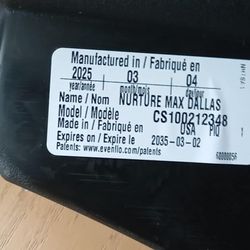 Manufactured in / Fabriqué en
2025 03 04
year/année month/mois day/jour
Name / Nom NURTURE MAX DALLAS
Model / Modèle CS100212348
Made in / Fabriqué en USA PIO
Expires on / Expire le 2035-03-02
Patents: www.evenflo.com/patents